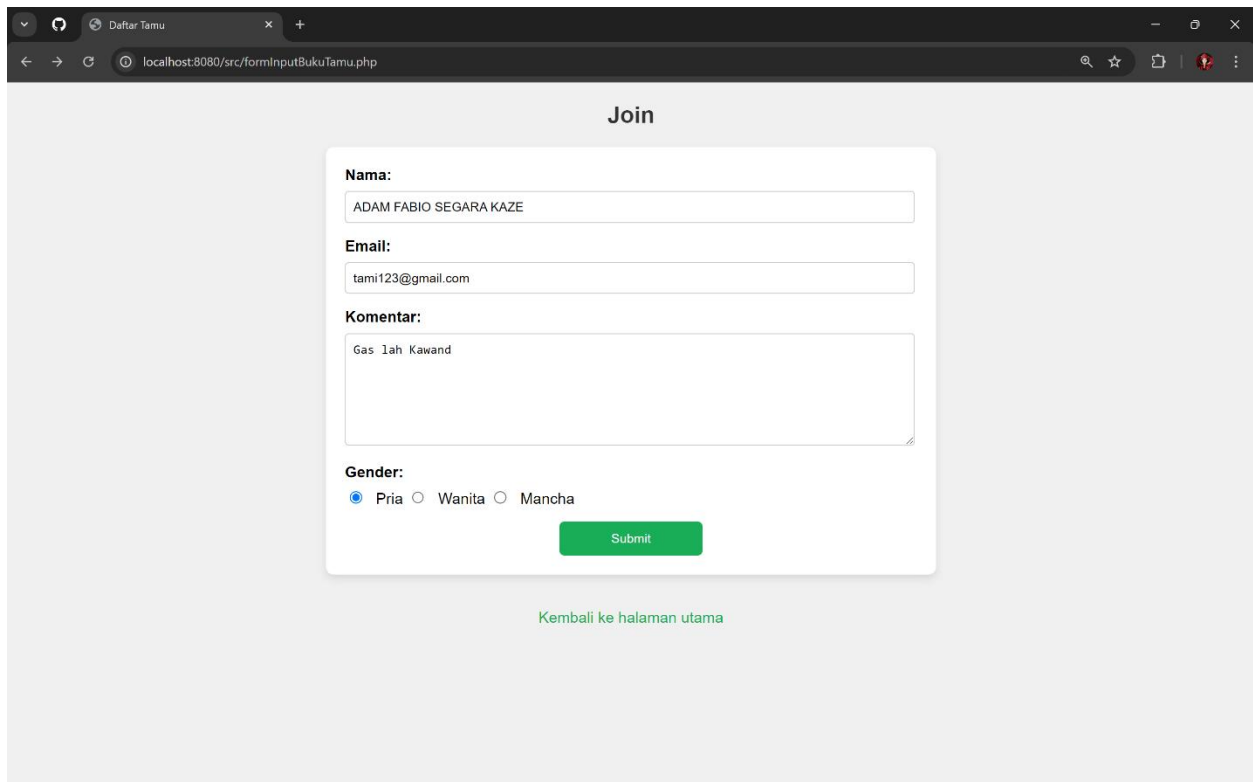 Daftar Tamu
localhost:8080/src/formInputBukuTamu.php
Join
Nama:
ADAM FABIO SEGARA KAZE
Email:
tami123@gmail.com
Komentar:
Gas lah Kawand
Gender:
Pria Wanita Mancha
Submit
Kembali ke halaman utama